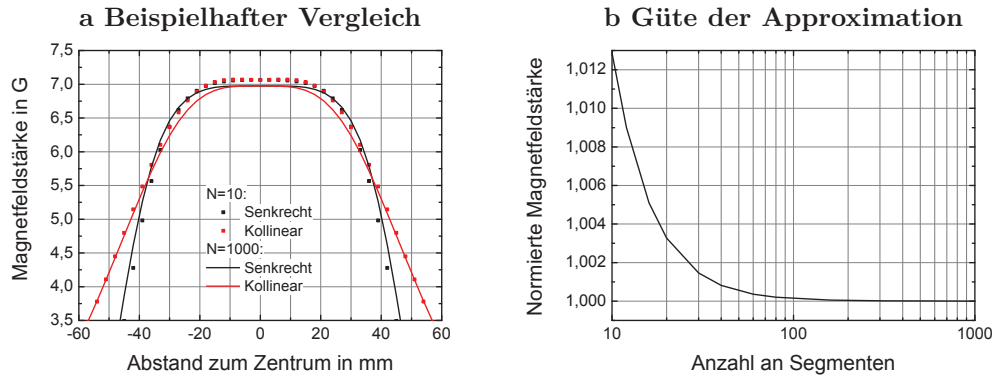 a Beispielhafter Vergleich
7,5
7,0
6,5
6,0
5,5
5,0
4,5
4,0
3,5
Magnetfeldstärke in G
N=10:
Senkrecht
Kollinear
N=1000:
Senkrecht
Kollinear
-60 -40 -20 0 20 40 60
Abstand zum Zentrum in mm
b Güte der Approximation
1,012
1,010
1,008
1,006
1,004
1,002
1,000
Normierte Magnetfeldstärke
10 100 1000
Anzahl an Segmenten